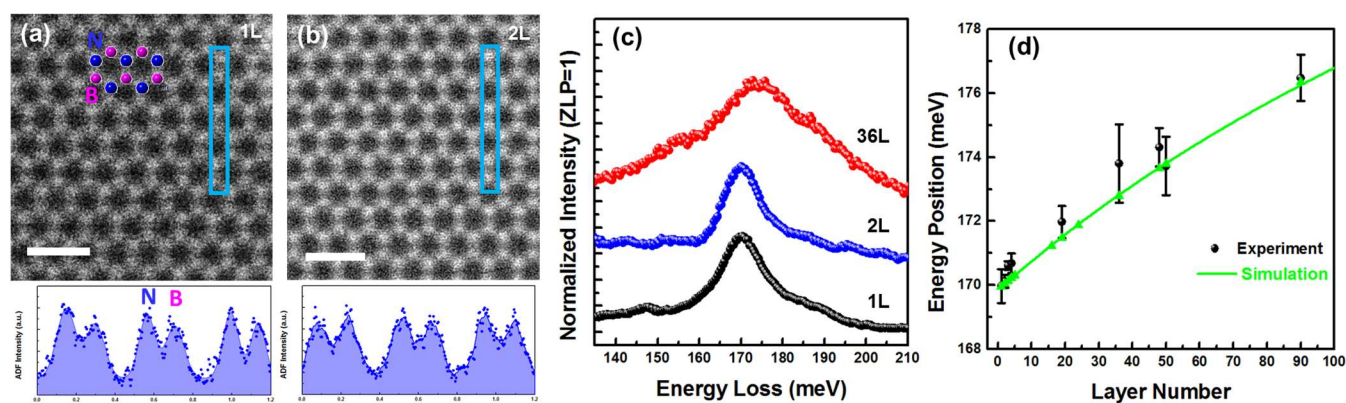 (a)
1L
N
B
(b)
2L
N B
ADF Intensity (a.u.)
0.0 0.2 0.4 0.6 0.8 1.0 1.2
ADF Intensity (a.u.)
0.0 0.2 0.4 0.6 0.8 1.0 1.2
(c)
Normalized Intensity (ZLP=1)
36L
2L
1L
140 150 160 170 180 190 200 210
Energy Loss (meV)
(d)
Energy Position (meV)
178
176
174
172
170
168
Experiment
Simulation
0 10 20 30 40 50 60 70 80 90 100
Layer Number